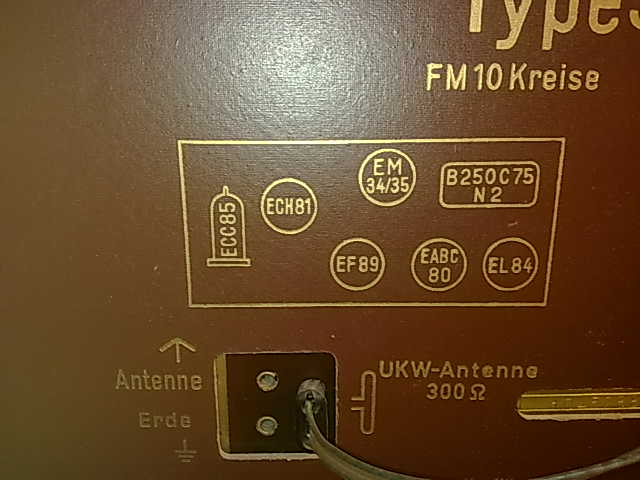 Type
FM 10 Kreise
EM
34/35
B250C75
N2
ECC85
ECH81
EF89
EABC
80
EL84
Antenne
UKW-Antenne
300 Ω
Erde